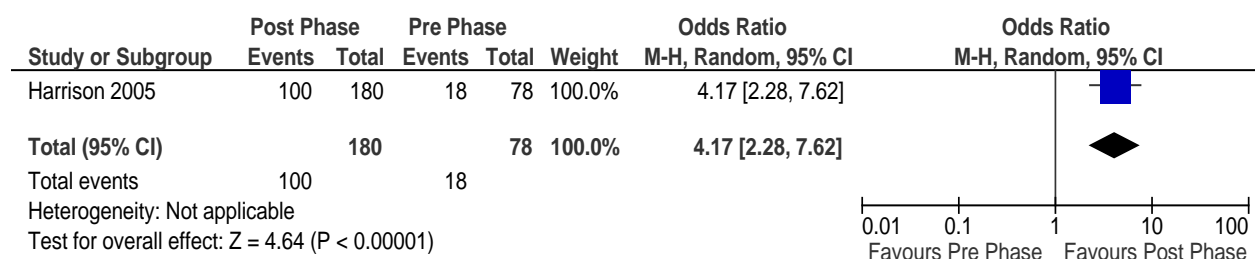 Post Phase Pre Phase Odds Ratio Odds Ratio
Study or Subgroup Events Total Events Total Weight M-H, Random, 95% CI M-H, Random, 95% CI
Harrison 2005 100 180 18 78 100.0% 4.17 [2.28, 7.62]
Total (95% CI) 180 78 100.0% 4.17 [2.28, 7.62]
Total events 100 18
Heterogeneity: Not applicable
Test for overall effect: Z = 4.64 (P < 0.00001)
0.01 0.1 1 10 100
Favours Pre Phase Favours Post Phase